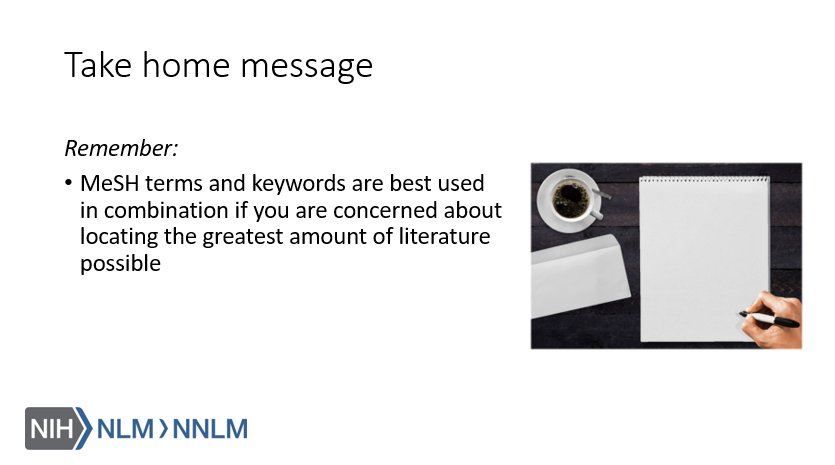 Take home message
Remember:
• MeSH terms and keywords are best used
in combination if you are concerned about
locating the greatest amount of literature
possible
NIH NLM NNLM